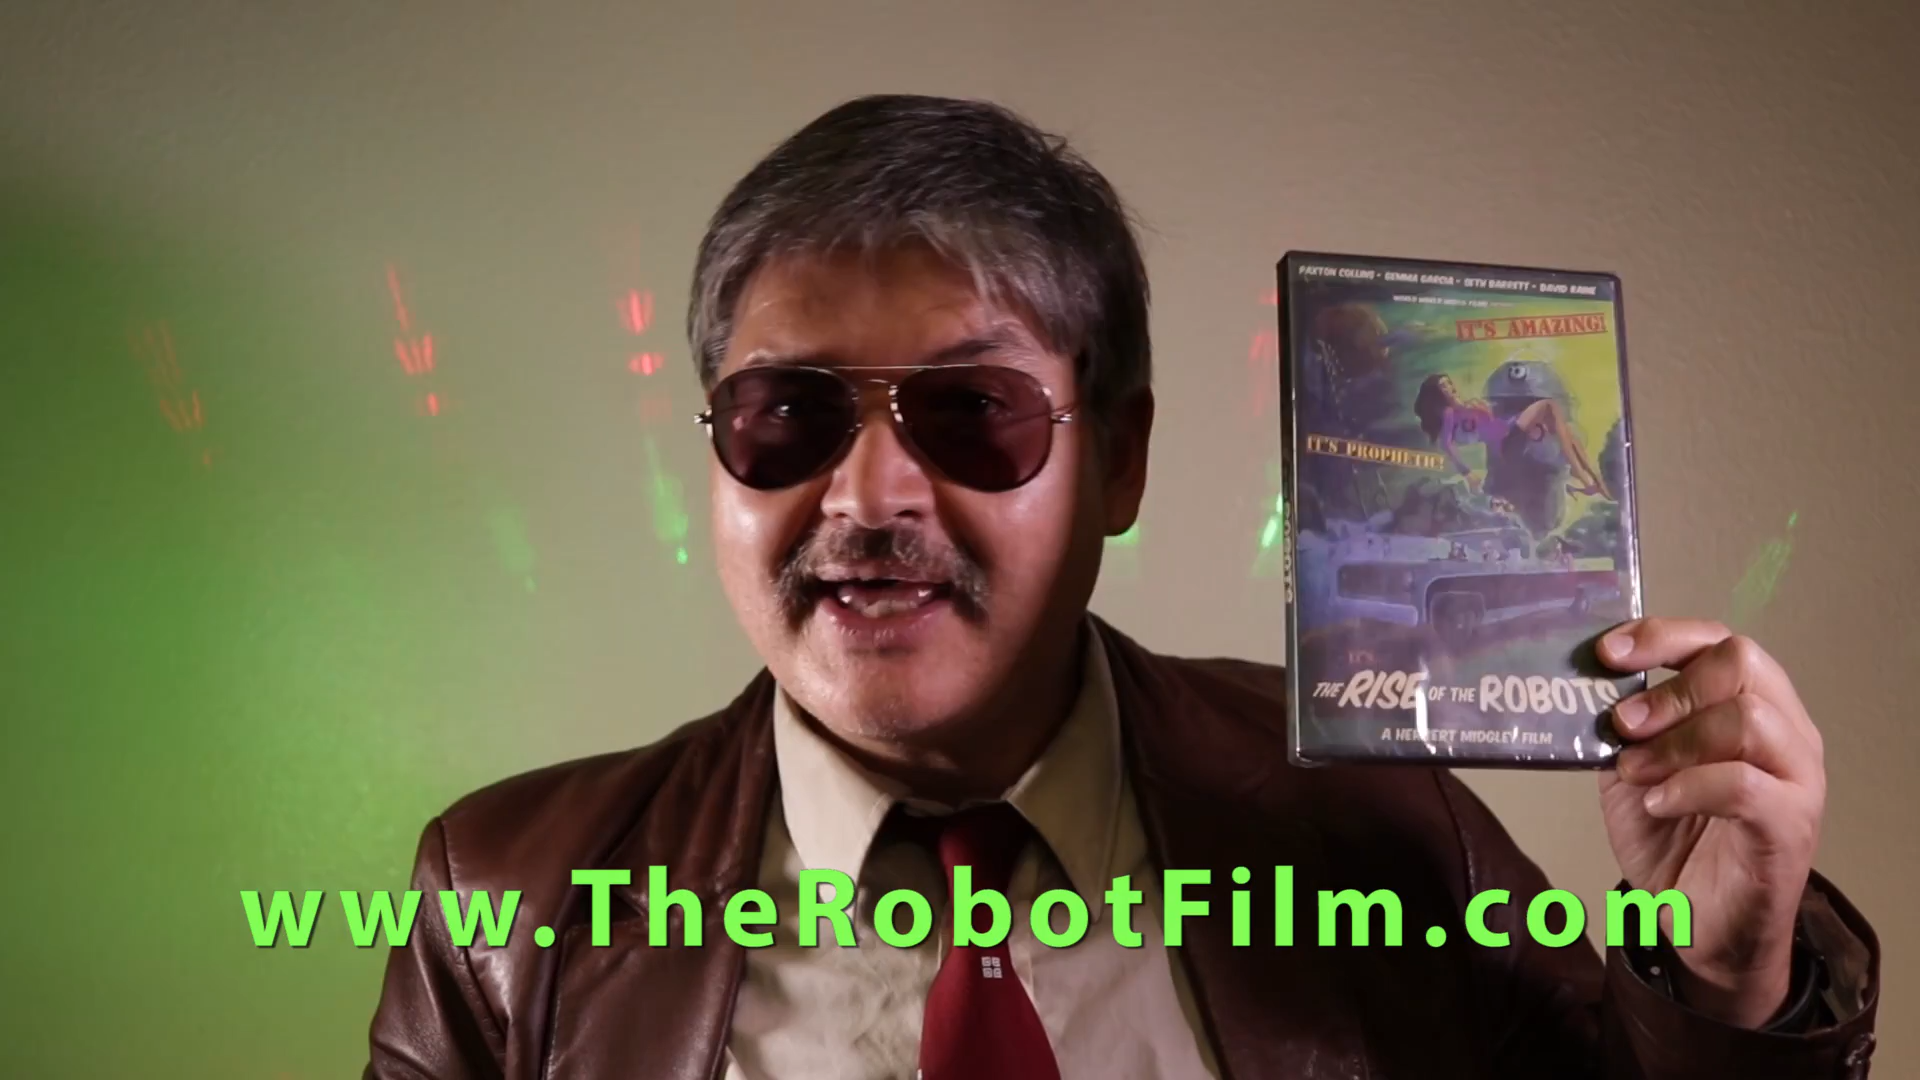 PAXTON COLLINS - GEMMA GARCIA - SETH BARRETT - DAVID RAINE
IT'S AMAZING!
IT'S PROPHETIC!
IT'S
THE RISE OF THE ROBOTS
A HERBERT MIDGLEY FILM
www.TheRobotFilm.com